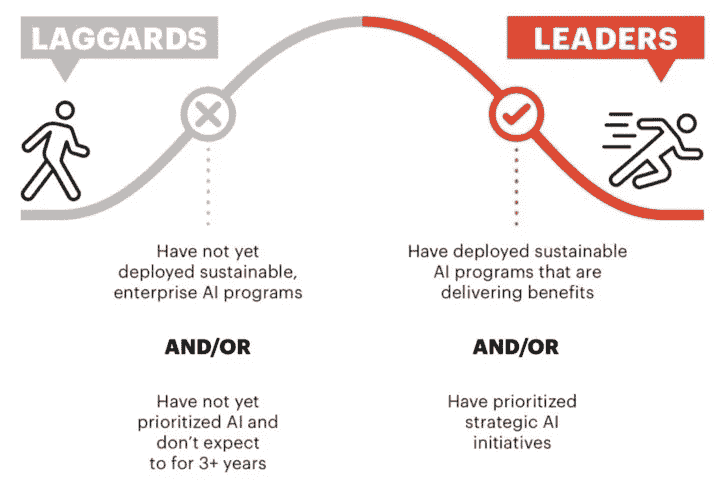 LAGGARDS
LEADERS
Have not yet
deployed sustainable,
enterprise AI programs
AND/OR
Have not yet
prioritized AI and
don't expect
to for 3+ years
Have deployed sustainable
AI programs that are
delivering benefits
AND/OR
Have prioritized
strategic AI
initiatives